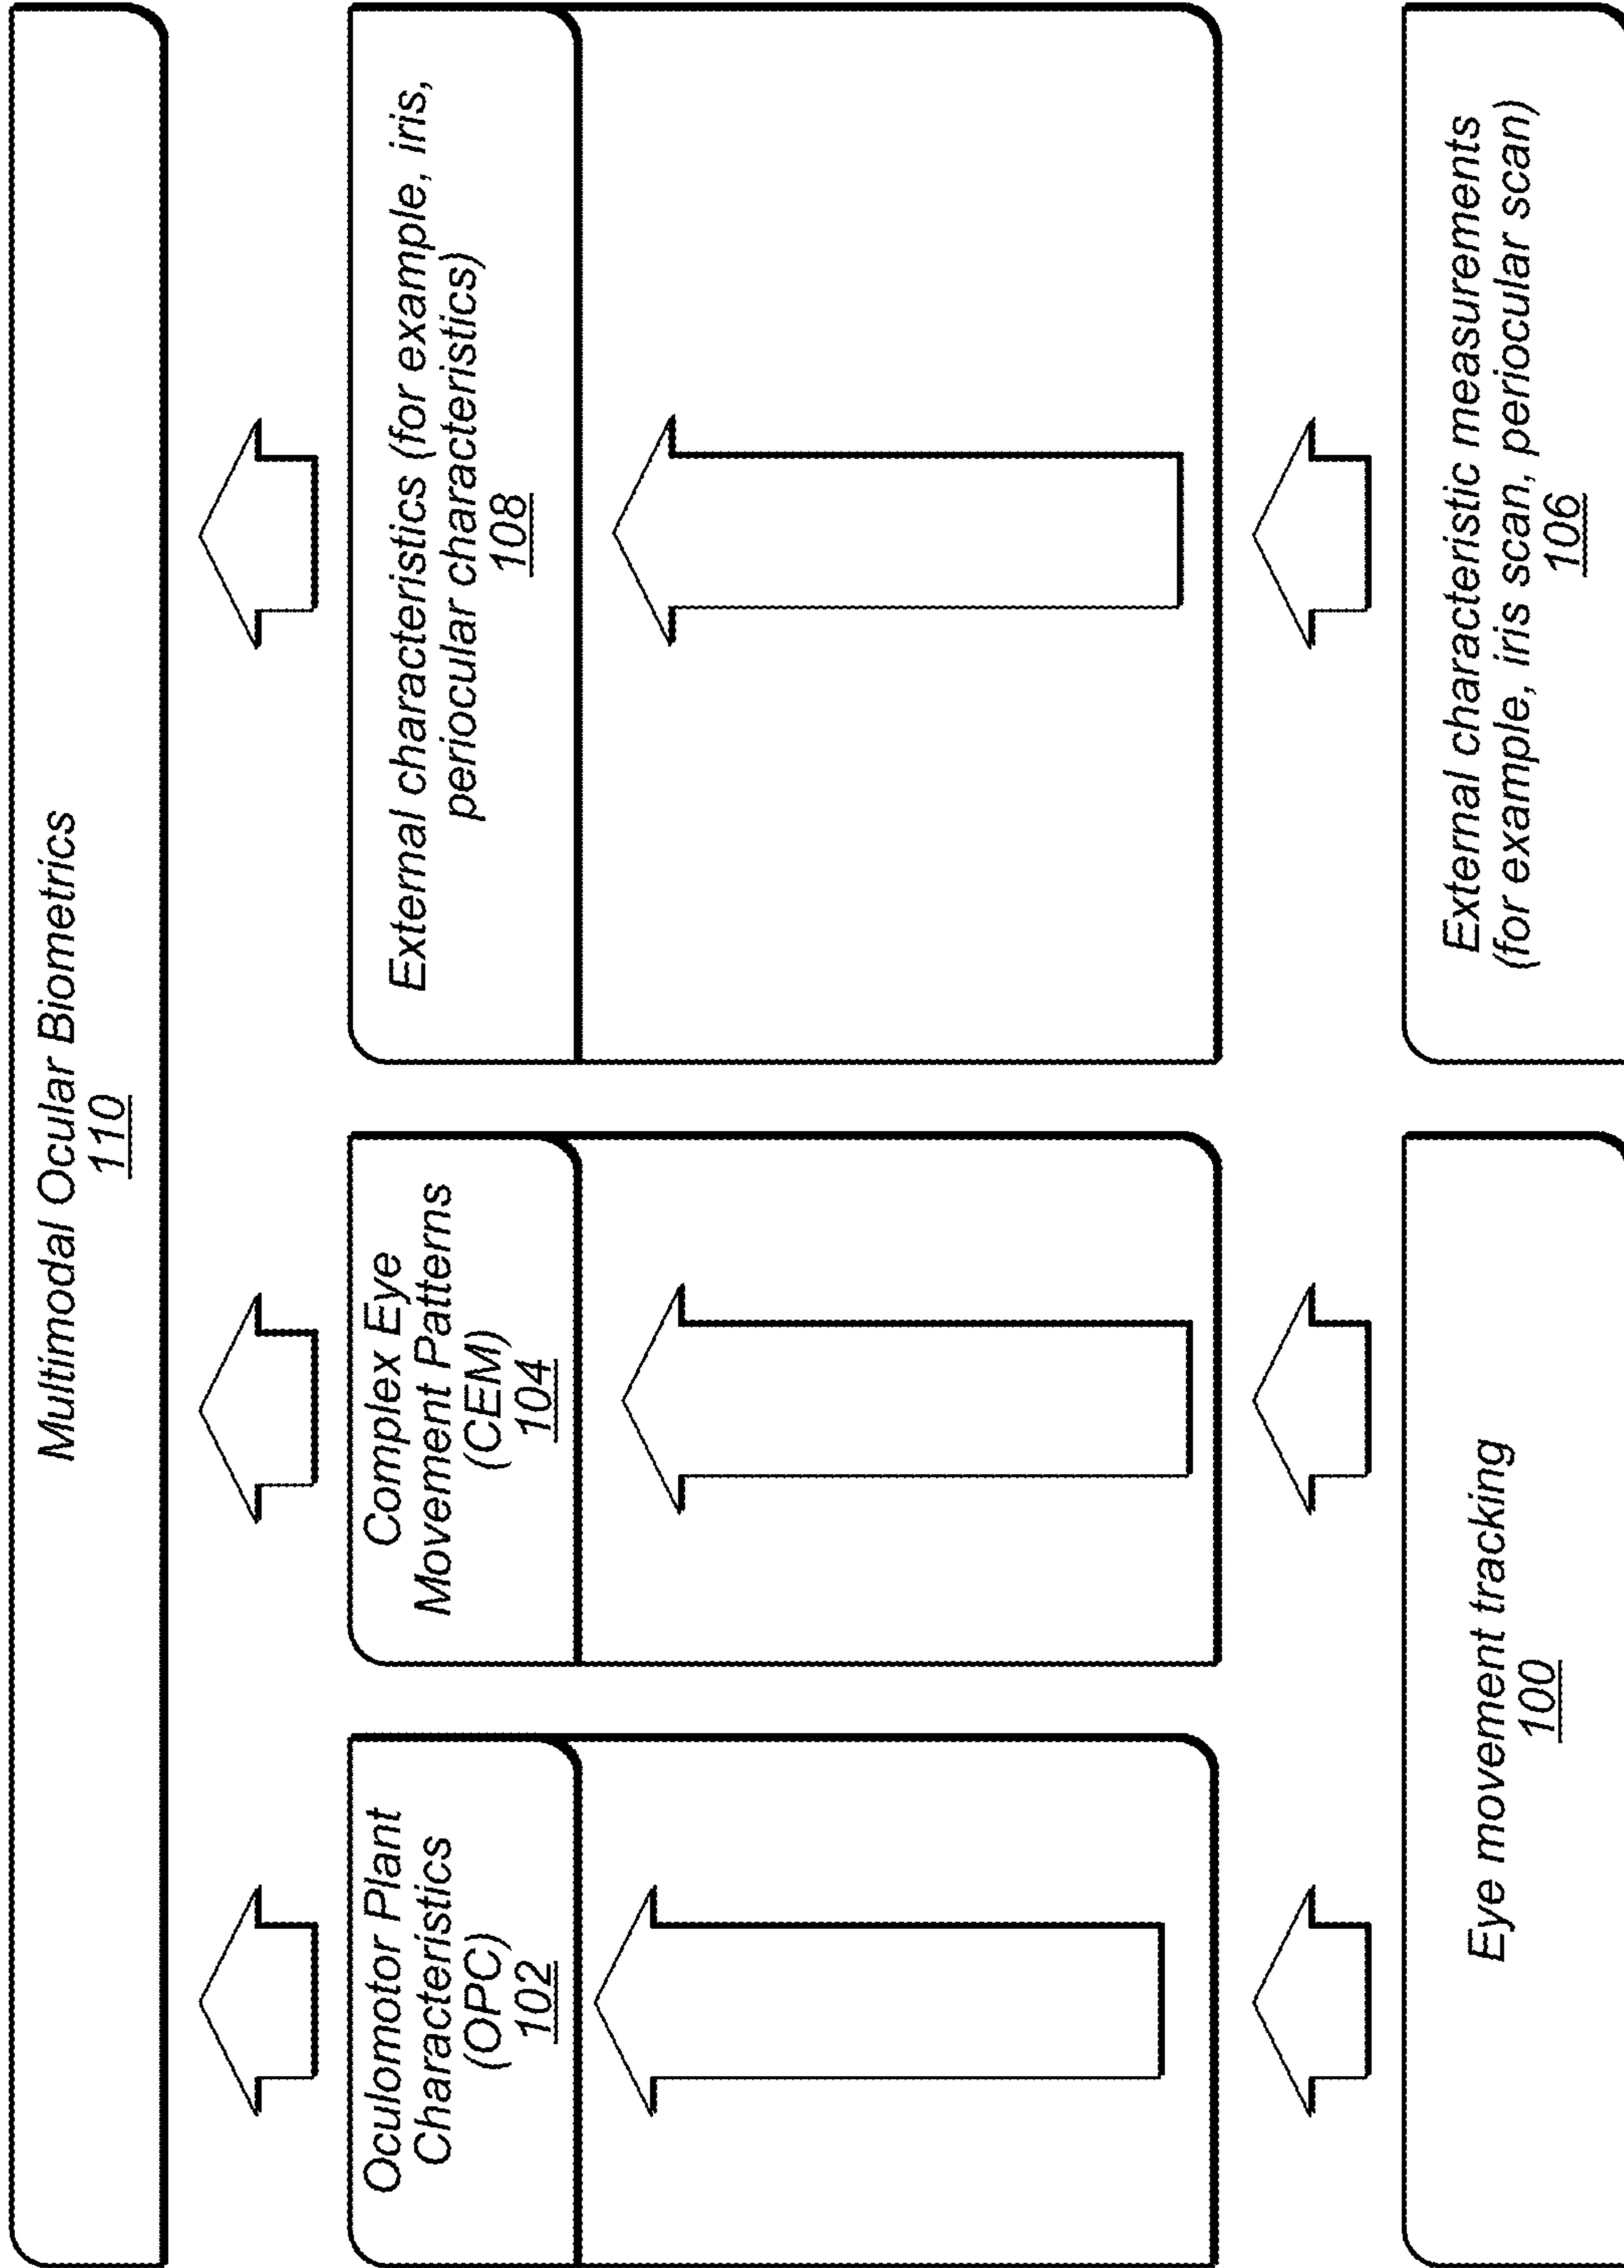 Multimodal Ocular Biometrics
110
Oculomotor Plant
Characteristics
(OPC)
102
Complex Eye
Movement Patterns
(CEM)
104
External characteristics (for example, iris,
periocular characteristics)
108
Eye movement tracking
100
External characteristic measurements
(for example, iris scan, periocular scan)
106